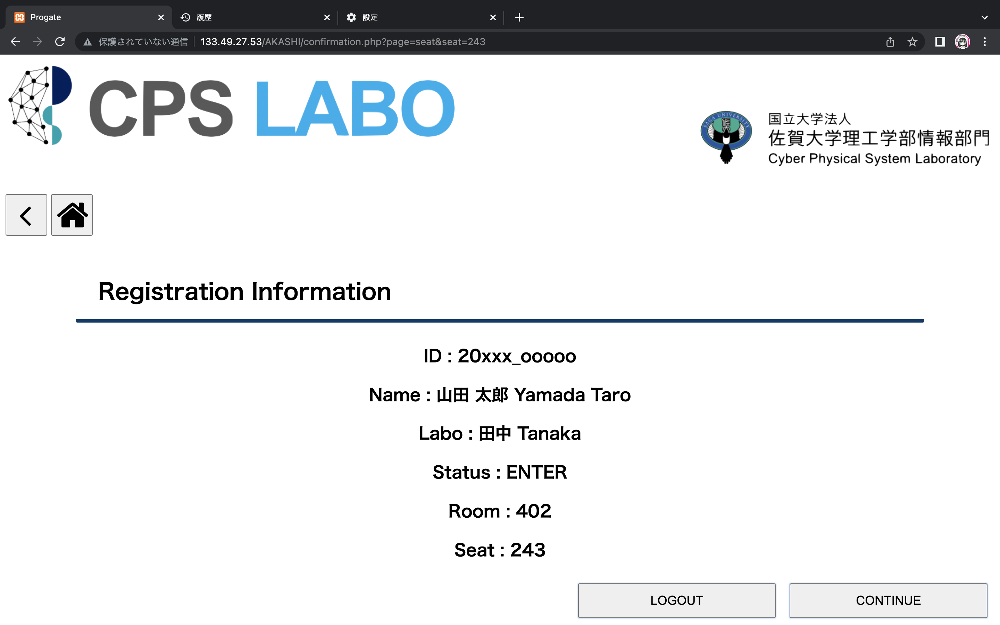 Progate
履歴
設定
保護されていない通信 133.49.27.53/AKASHI/confirmation.php?page=seat&seat=243
CPS LABO
SAGA UNIVERSITY
国立大学法人
佐賀大学理工学部情報部門
Cyber Physical System Laboratory
Registration Information
ID : 20xxx_ooooo
Name : 山田 太郎 Yamada Taro
Labo : 田中 Tanaka
Status : ENTER
Room : 402
Seat : 243
LOGOUT
CONTINUE